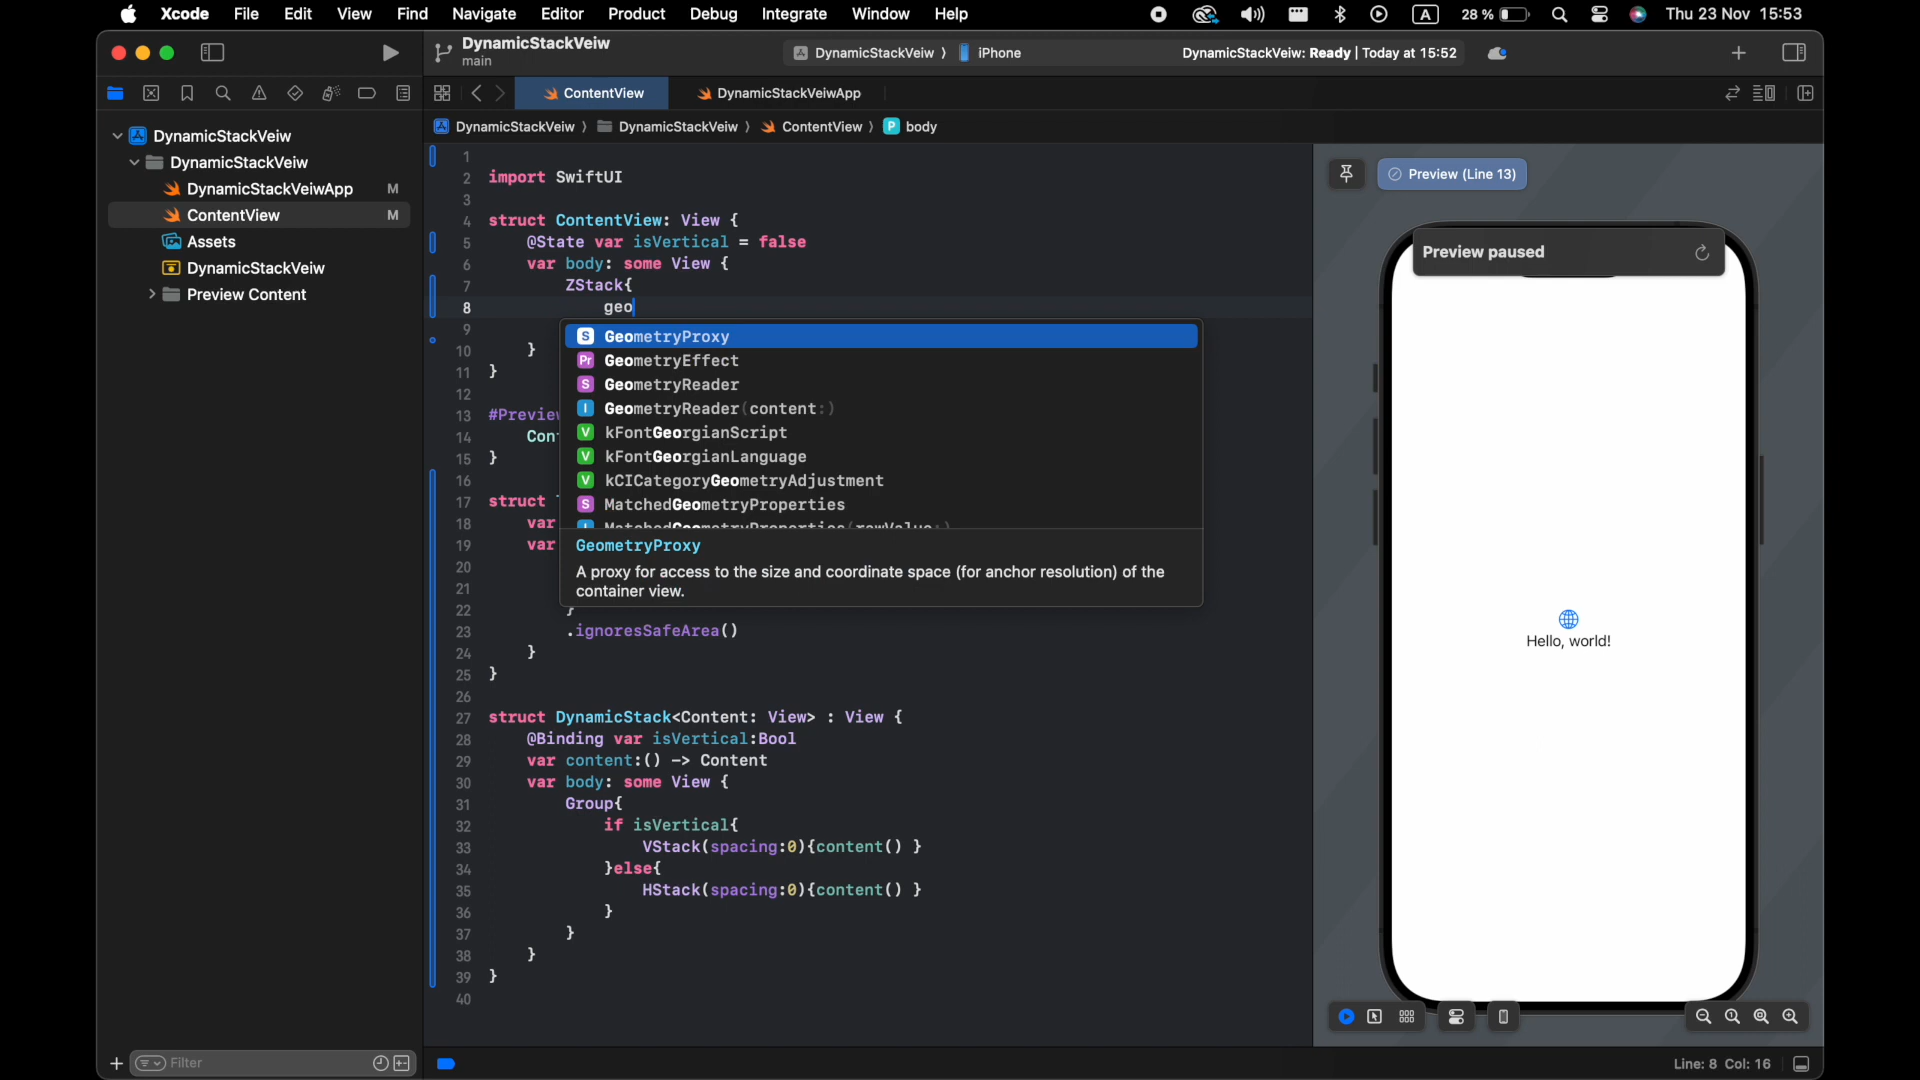 Xcode File Edit View Find Navigate Editor Product Debug Integrate Window Help A 28 % Thu 23 Nov 15:53
DynamicStackVeiw
main
DynamicStackVeiw 〉 iPhone
DynamicStackVeiw: Ready | Today at 15:52
ContentView
DynamicStackVeiwApp
DynamicStackVeiw 〉 DynamicStackVeiw 〉 ContentView 〉 P body
DynamicStackVeiw
DynamicStackVeiw
DynamicStackVeiwApp M
ContentView M
Assets
DynamicStackVeiw
Preview Content
Filter
1
2 import SwiftUI
3
4 struct ContentView: View {
5 @State var isVertical = false
6 var body: some View {
7 ZStack{
8 geo
9
10 }
11 }
12
13 #Preview
14 Con
15 }
16
17 struct
18 var
19 var
20
21
22 }
23 .ignoresSafeArea()
24 }
25 }
26
27 struct DynamicStack<Content: View> : View {
28 @Binding var isVertical:Bool
29 var content:() -> Content
30 var body: some View {
31 Group{
32 if isVertical{
33 VStack(spacing:0){content() }
34 }else{
35 HStack(spacing:0){content() }
36 }
37 }
38 }
39 }
40
S GeometryProxy
Pr GeometryEffect
S GeometryReader
I GeometryReader(content:)
V kFontGeorgianScript
V kFontGeorgianLanguage
V kCICategoryGeometryAdjustment
S MatchedGeometryProperties
I MatchedGeometryProperties(rawValue:)
GeometryProxy
A proxy for access to the size and coordinate space (for anchor resolution) of the
container view.
Preview (Line 13)
Preview paused
Hello, world!
Line: 8 Col: 16